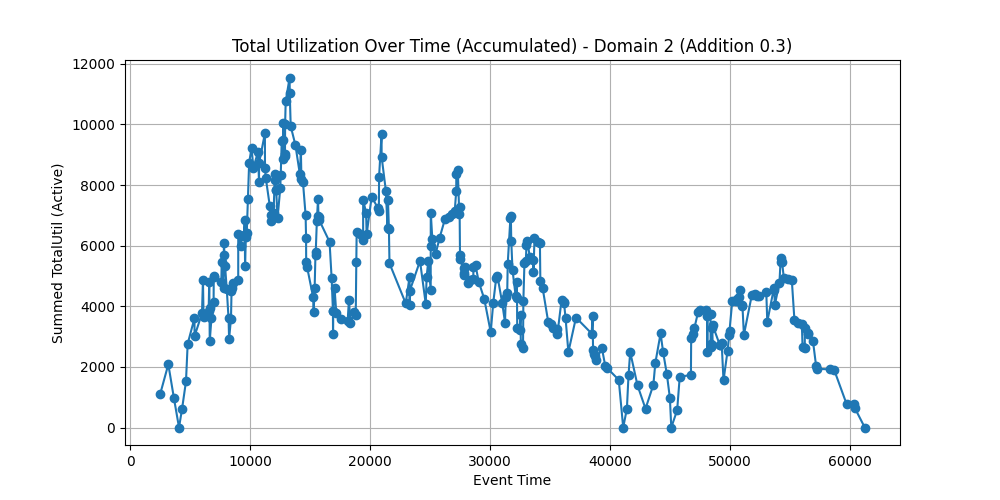 Total Utilization Over Time (Accumulated) - Domain 2 (Addition 0.3)
12000
10000
8000
6000
4000
2000
0
Summed TotalUtil (Active)
0 10000 20000 30000 40000 50000 60000
Event Time